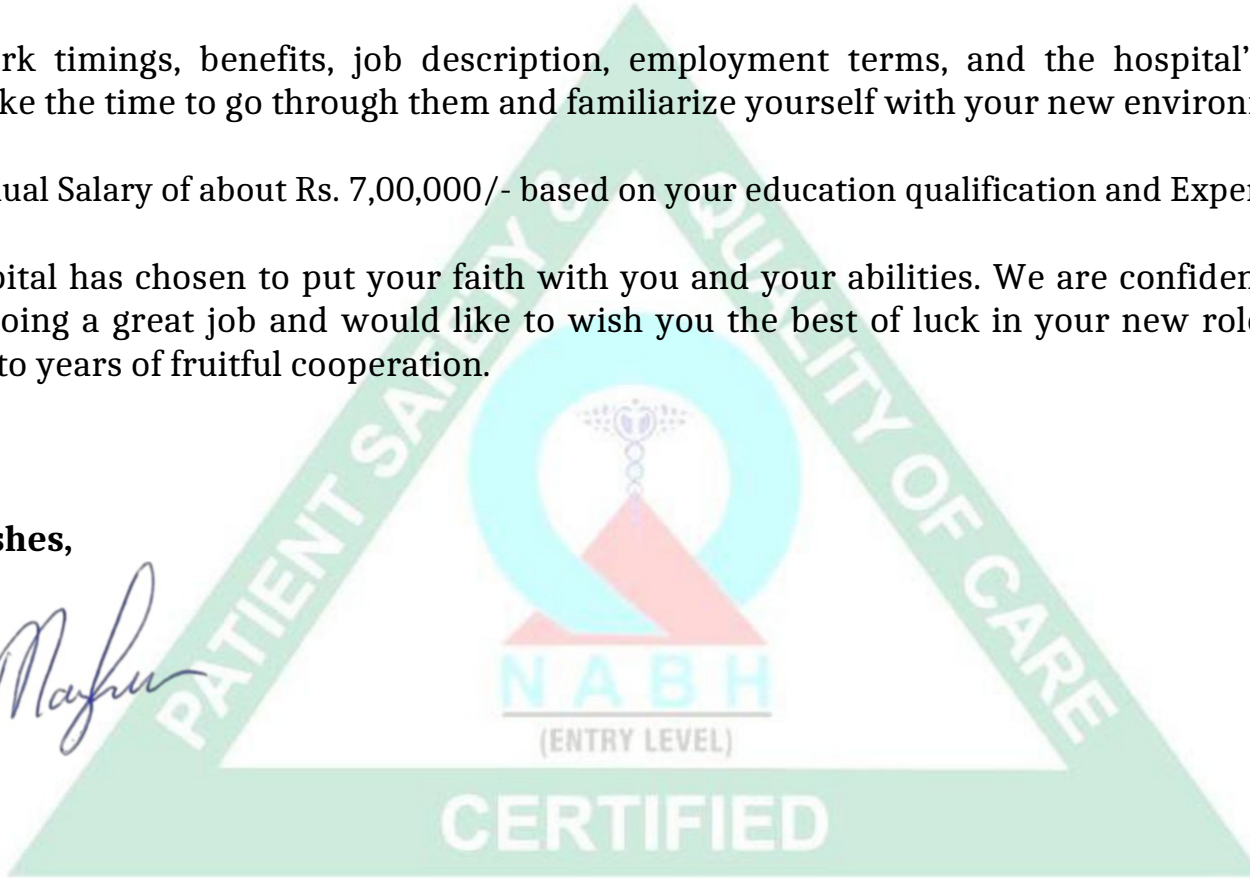 rk timings, benefits, job description, employment terms, and the hospital’
ke the time to go through them and familiarize yourself with your new environ
ual Salary of about Rs. 7,00,000/- based on your education qualification and Exper
pital has chosen to put your faith with you and your abilities. We are confiden
oing a great job and would like to wish you the best of luck in your new role
to years of fruitful cooperation.
shes,
PATIENT SAFETY & QUALITY OF CARE
NABH
(ENTRY LEVEL)
CERTIFIED